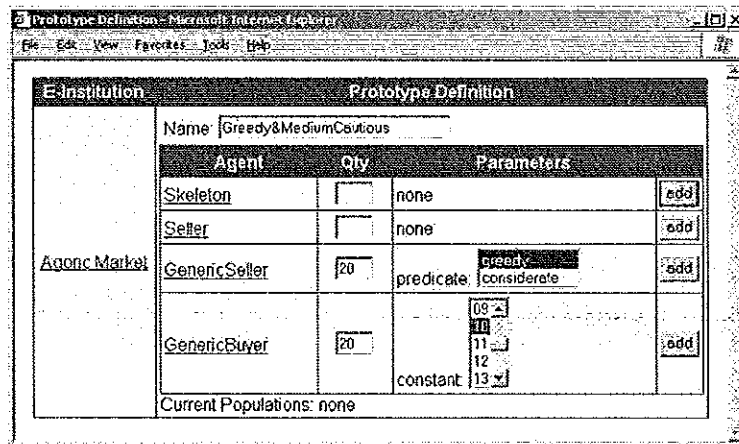 Prototype Definition - Microsoft Internet Explorer
File Edit View Favorites Tools Help
E-Institution Prototype Definition
Name: Greedy&MediumCautious
Agent Qty Parameters
Skeleton none add
Seller none add
Agoric Market
GenericSeller 20 predicate: greedy considerate add
GenericBuyer 20 constant: 09 10 11 12 13 add
Current Populations: none